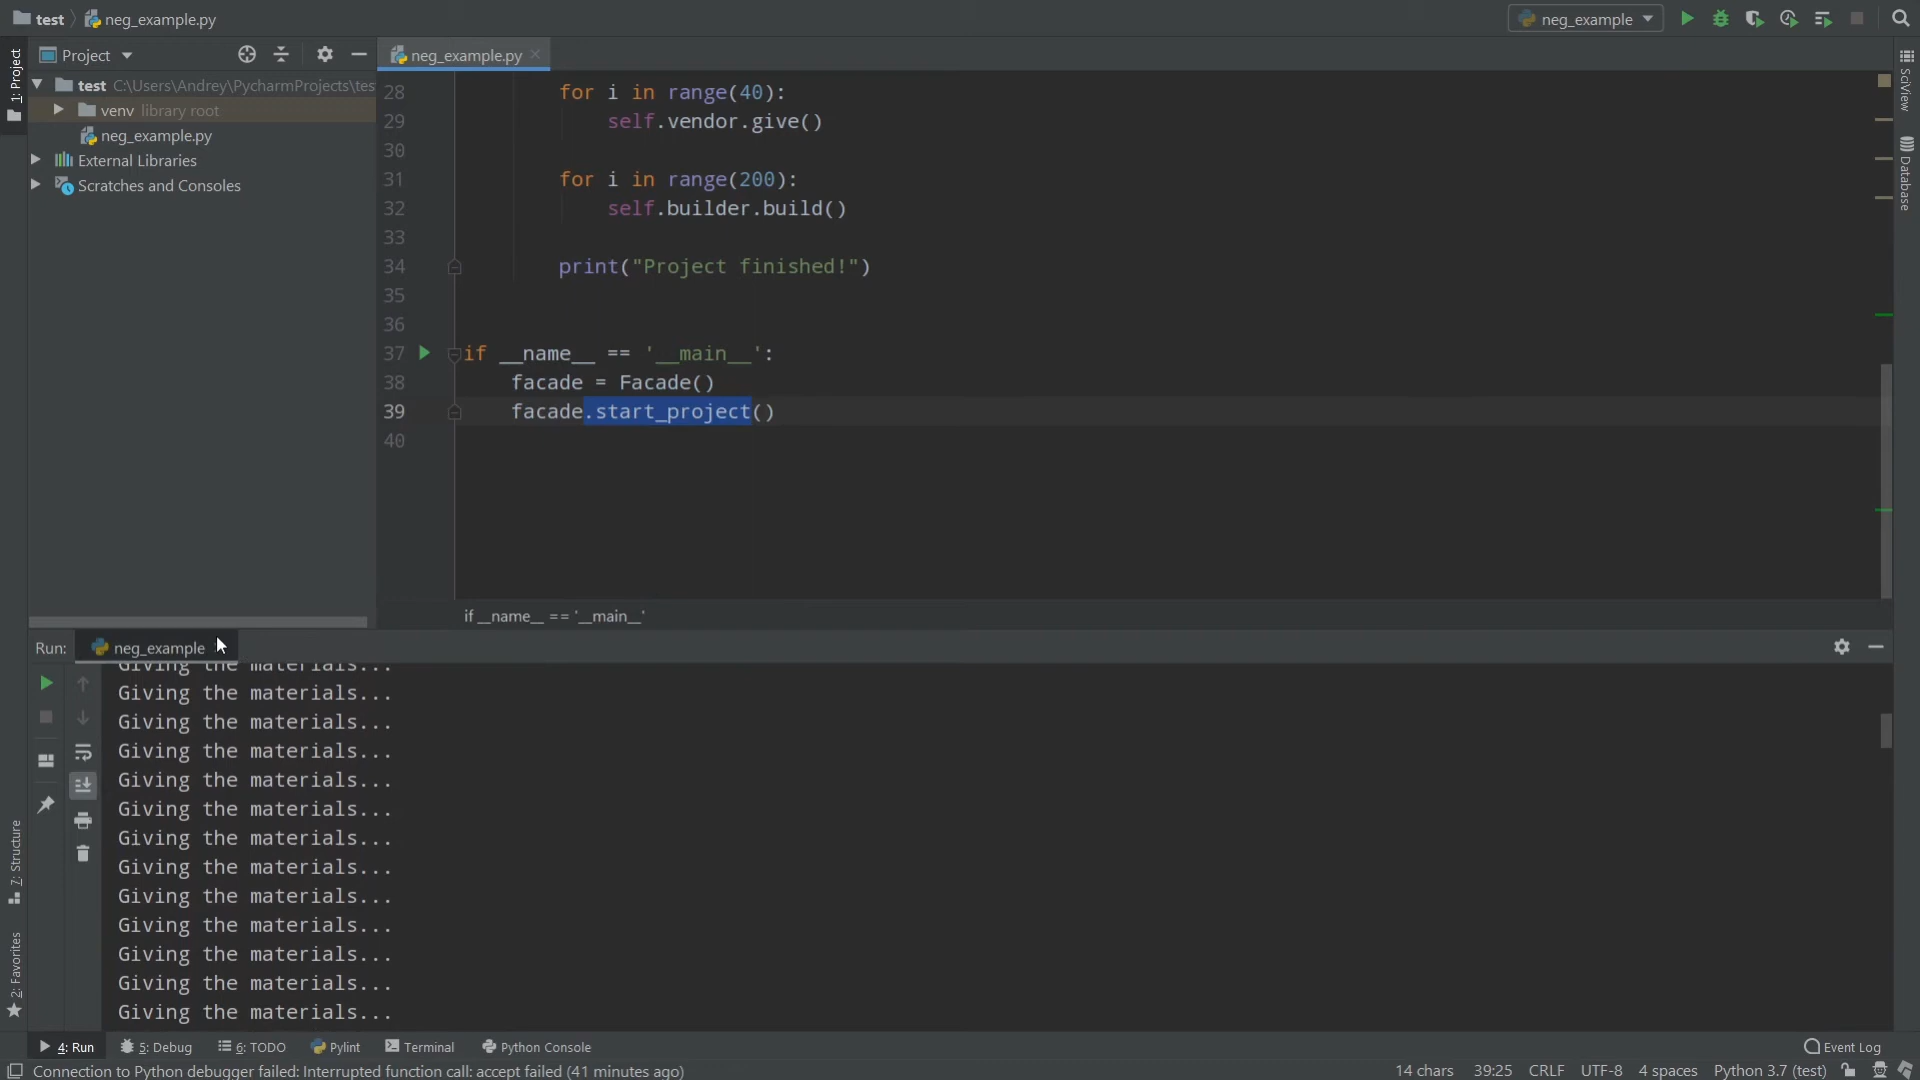 test
neg_example.py
neg_example
Project
neg_example.py
1: Project
test C:\Users\Andrey\PycharmProjects\tes
venv library root
neg_example.py
External Libraries
Scratches and Consoles
28 for i in range(40):
29 self.vendor.give()
30
31 for i in range(200):
32 self.builder.build()
33
34 print("Project finished!")
35
36
37 if __name__ == '__main__':
38 facade = Facade()
39 facade.start_project()
40
if __name__ == '__main__'
SciView
Database
Run: neg_example
Giving the materials...
Giving the materials...
Giving the materials...
Giving the materials...
Giving the materials...
Giving the materials...
Giving the materials...
Giving the materials...
Giving the materials...
Giving the materials...
Giving the materials...
Giving the materials...
Giving the materials...
7: Structure
2: Favorites
4: Run
5: Debug
6: TODO
Pylint
Terminal
Python Console
Event Log
Connection to Python debugger failed: Interrupted function call: accept failed (41 minutes ago)
14 chars 39:25 CRLF UTF-8 4 spaces Python 3.7 (test)